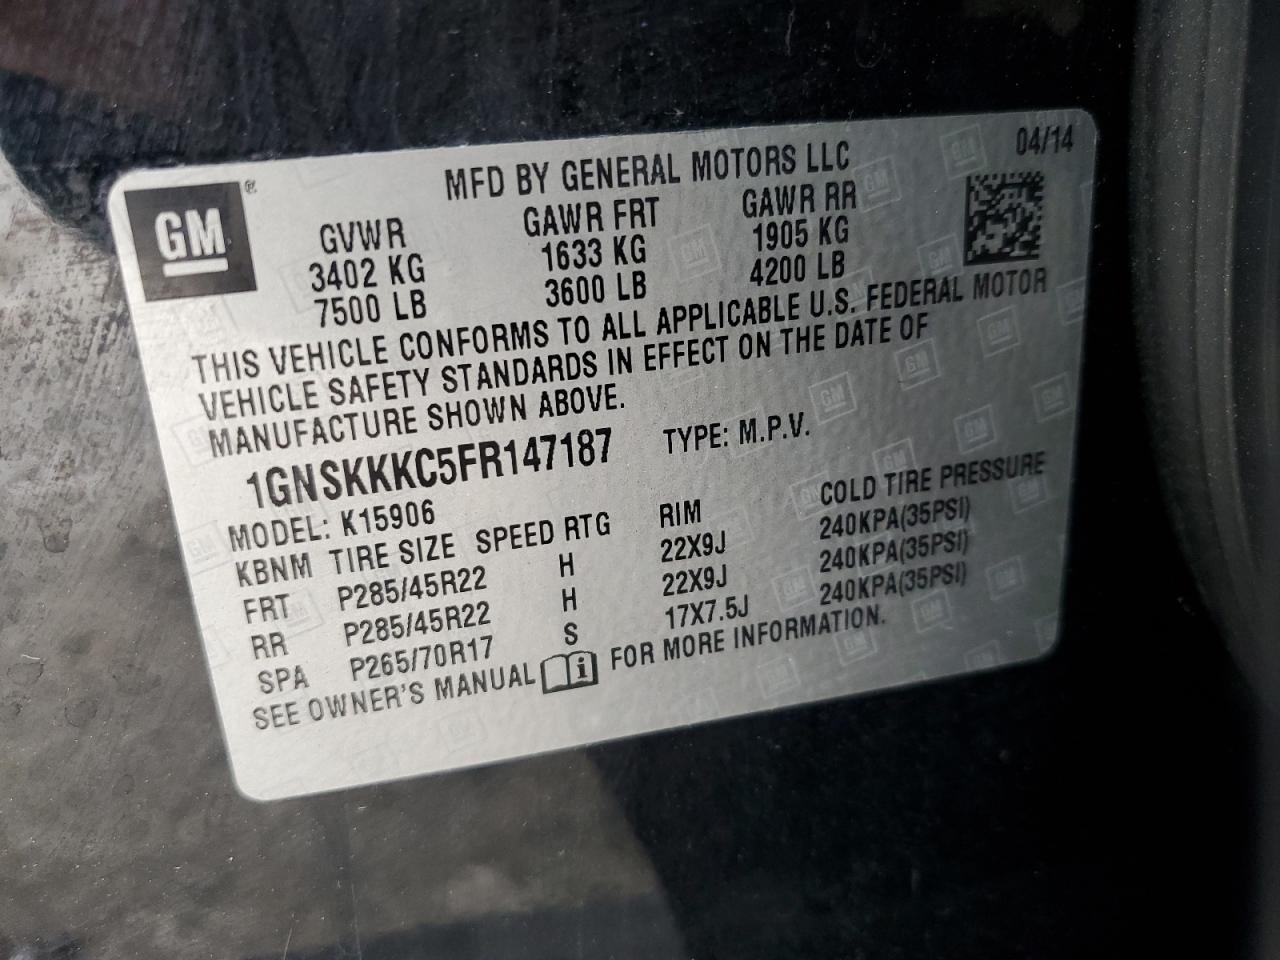 04/14
GM ®
MFD BY GENERAL MOTORS LLC
GVWR GAWR FRT GAWR RR
3402 KG 1633 KG 1905 KG
7500 LB 3600 LB 4200 LB
THIS VEHICLE CONFORMS TO ALL APPLICABLE U.S. FEDERAL MOTOR
VEHICLE SAFETY STANDARDS IN EFFECT ON THE DATE OF
MANUFACTURE SHOWN ABOVE.
1GNSKKKC5FR147187 TYPE: M.P.V.
MODEL: K15906
KBNM TIRE SIZE SPEED RTG RIM COLD TIRE PRESSURE
FRT P285/45R22 H 22X9J 240KPA(35PSI)
RR P285/45R22 H 22X9J 240KPA(35PSI)
SPA P265/70R17 S 17X7.5J 240KPA(35PSI)
SEE OWNER'S MANUAL i FOR MORE INFORMATION.